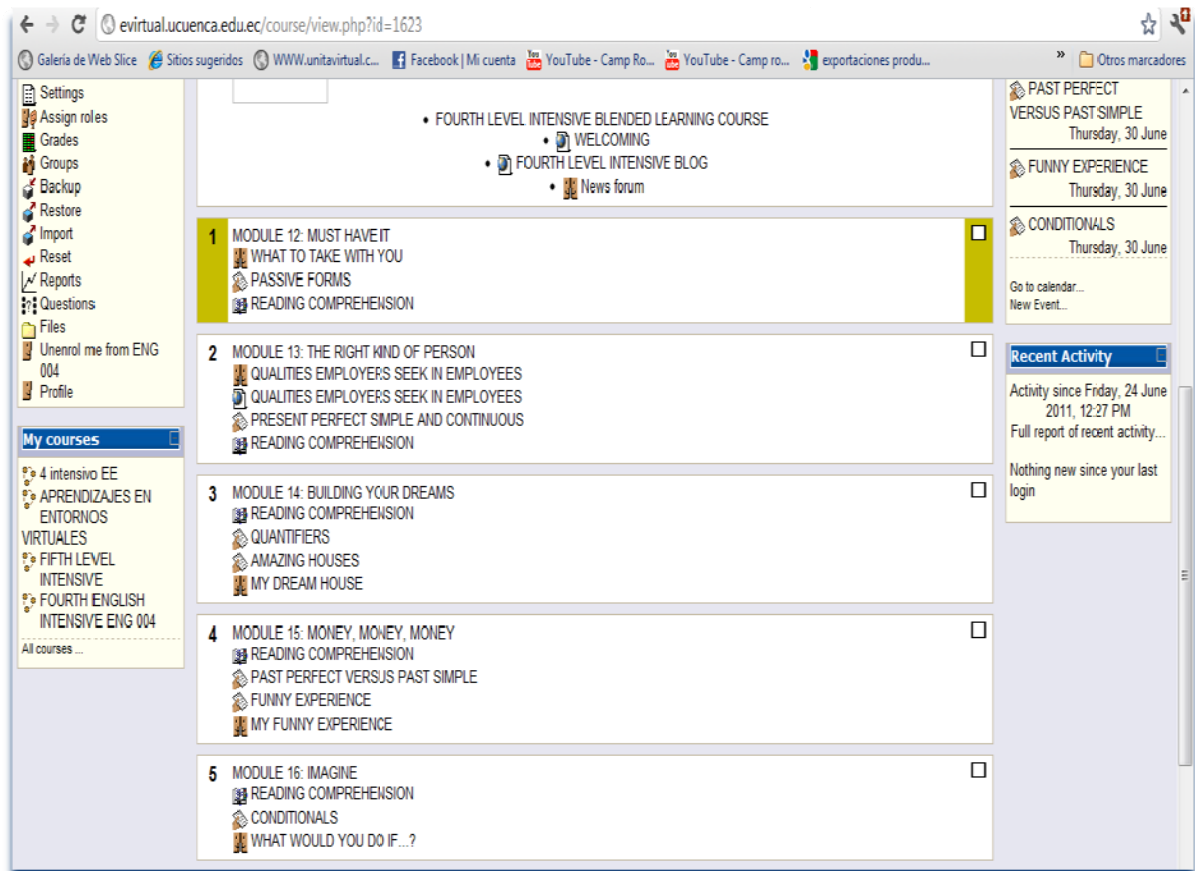 evirtual.ucuenca.edu.ec/course/view.php?id=1623
Galería de Web Slice Sitios sugeridos WWW.unitavirtual.c... Facebook | Mi cuenta YouTube - Camp Ro... YouTube - Camp ro... exportaciones produ... » Otros marcadores
Settings
Assign roles
Grades
Groups
Backup
Restore
Import
Reset
Reports
Questions
Files
Unenrol me from ENG
004
Profile
My courses
4 intensivo EE
APRENDIZAJES EN
ENTORNOS
VIRTUALES
FIFTH LEVEL
INTENSIVE
FOURTH ENGLISH
INTENSIVE ENG 004
All courses ...
• FOURTH LEVEL INTENSIVE BLENDED LEARNING COURSE
• WELCOMING
• FOURTH LEVEL INTENSIVE BLOG
• News forum
1 MODULE 12: MUST HAVE IT
WHAT TO TAKE WITH YOU
PASSIVE FORMS
READING COMPREHENSION
2 MODULE 13: THE RIGHT KIND OF PERSON
QUALITIES EMPLOYERS SEEK IN EMPLOYEES
QUALITIES EMPLOYERS SEEK IN EMPLOYEES
PRESENT PERFECT SIMPLE AND CONTINUOUS
READING COMPREHENSION
3 MODULE 14: BUILDING YOUR DREAMS
READING COMPREHENSION
QUANTIFIERS
AMAZING HOUSES
MY DREAM HOUSE
4 MODULE 15: MONEY, MONEY, MONEY
READING COMPREHENSION
PAST PERFECT VERSUS PAST SIMPLE
FUNNY EXPERIENCE
MY FUNNY EXPERIENCE
5 MODULE 16: IMAGINE
READING COMPREHENSION
CONDITIONALS
WHAT WOULD YOU DO IF...?
PAST PERFECT
VERSUS PAST SIMPLE
Thursday, 30 June
FUNNY EXPERIENCE
Thursday, 30 June
CONDITIONALS
Thursday, 30 June
Go to calendar...
New Event...
Recent Activity
Activity since Friday, 24 June
2011, 12:27 PM
Full report of recent activity...
Nothing new since your last
login